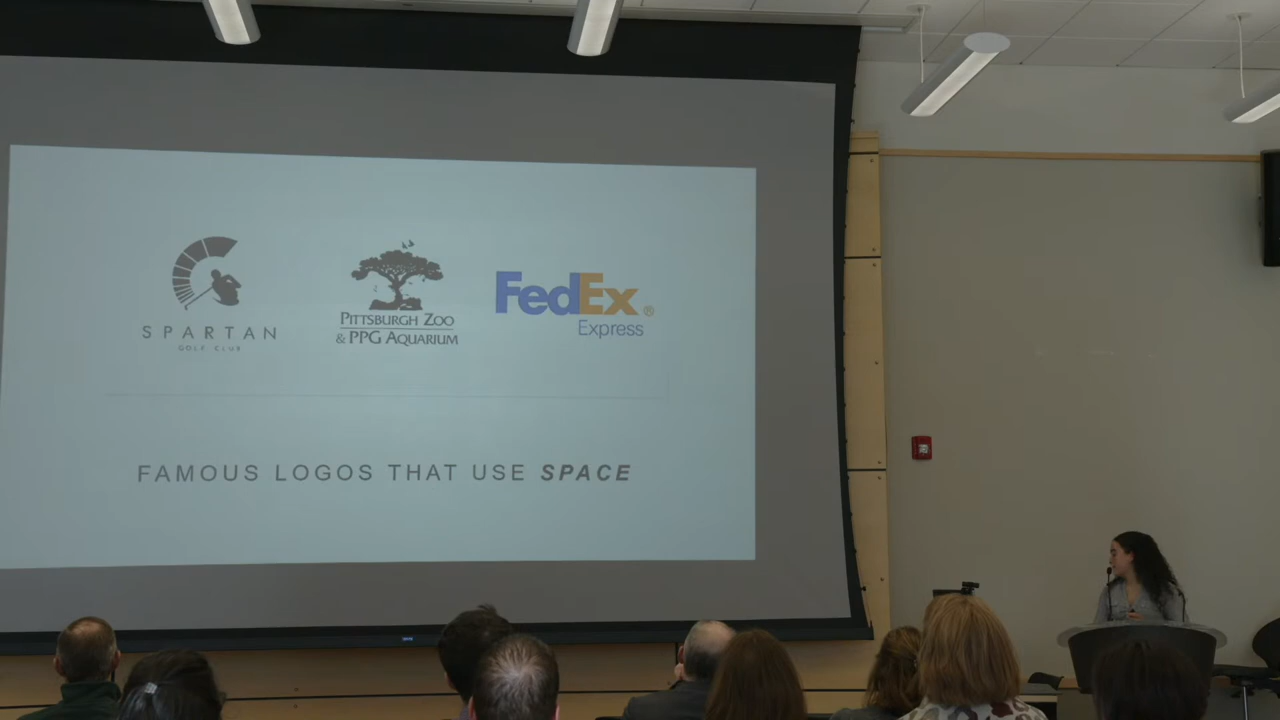 SPARTAN
GOLF CLUB
PITTSBURGH ZOO
& PPG AQUARIUM
FedEx®
Express
FAMOUS LOGOS THAT USE SPACE